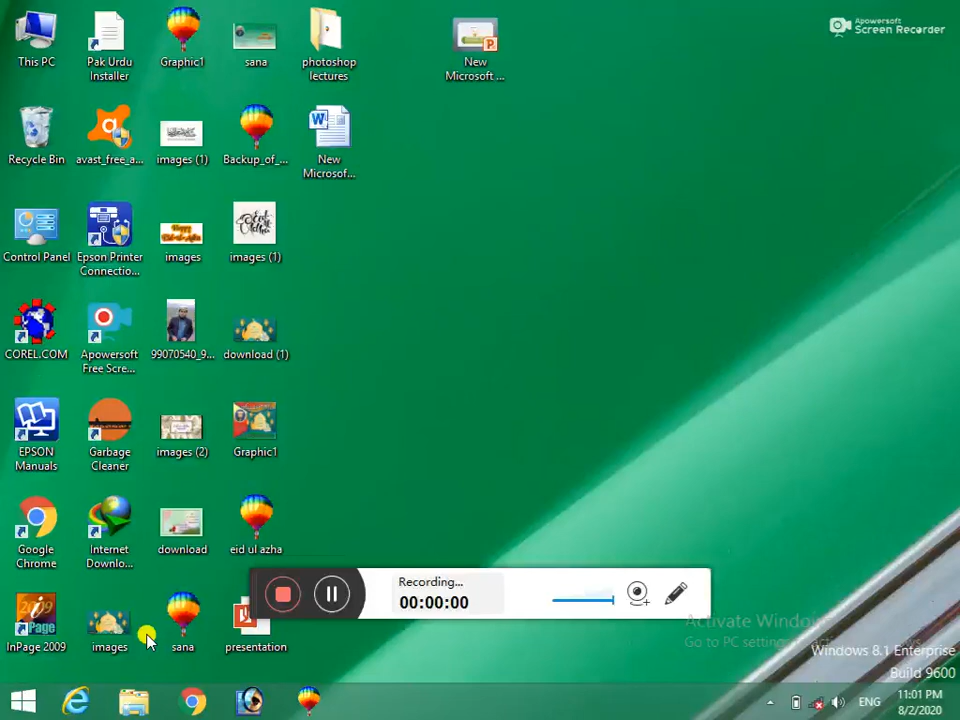 Apowersoft
Screen Recorder
This PC
Pak Urdu
Installer
Graphic1
sana
photoshop
lectures
New
Microsoft ...
Recycle Bin
avast_free_a...
images (1)
Backup_of_...
New
Microsof...
Control Panel
Epson Printer
Connectio...
images
images (1)
COREL.COM
Apowersoft
Free Scre...
99070540_9...
download (1)
EPSON
Manuals
Garbage
Cleaner
images (2)
Graphic1
Google
Chrome
Internet
Downlo...
download
eid ul azha
Recording...
00:00:00
InPage 2009
images
sana
presentation
Activate Windows
Go to PC settings
Windows 8.1 Enterprise
Build 9600
ENG
11:01 PM
8/2/2020